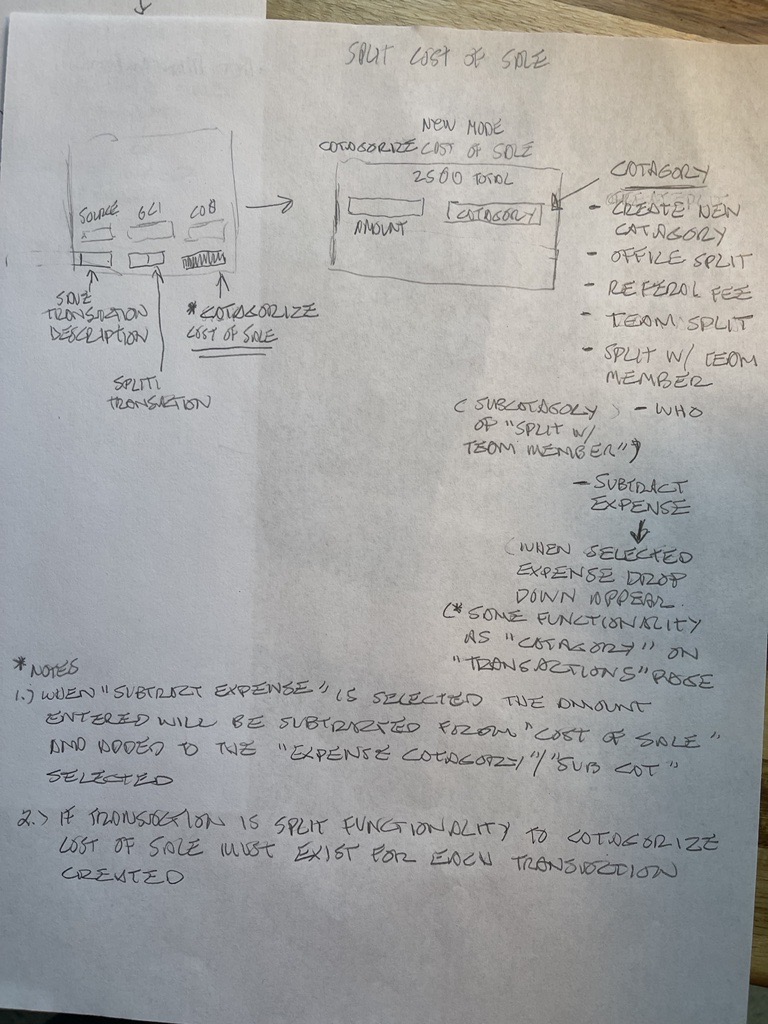 SPLIT COST OF SALE
NEW MODE
CATAGORIZE COST OF SALE
2500 TOTAL
AMOUNT
CATAGORY
SOURCE
GCI
COS
SAVE
TRANSACTION
DESCRIPTION
SPLIT
TRANSACTION
* CATAGORIZE
COST OF SALE
CATAGORY
- CREATE NEW
CATAGORY
- OFFICE SPLIT
- REFERAL FEE
- TEAM SPLIT
- SPLIT W/ TEAM
MEMBER
(SUBCATAGORY) - WHO
OF "SPLIT W/
TEAM MEMBER")
- SUBTRACT
EXPENSE
(WHEN SELECTED
EXPENSE DROP
DOWN APPEAR
(* SAME FUNCTIONALITY
AS "CATAGORY" ON
"TRANSACTIONS" PAGE
* NOTES
1.) WHEN "SUBTRACT EXPENSE" IS SELECTED THE AMOUNT
ENTERED WILL BE SUBTRACTED FROM "COST OF SALE"
AND ADDED TO THE "EXPENSE CATAGORY"/"SUB CAT"
SELECTED
2.) IF TRANSACTION IS SPLIT FUNCTIONALITY TO CATAGORIZE
COST OF SALE MUST EXIST FOR EACH TRANSACTION
CREATED